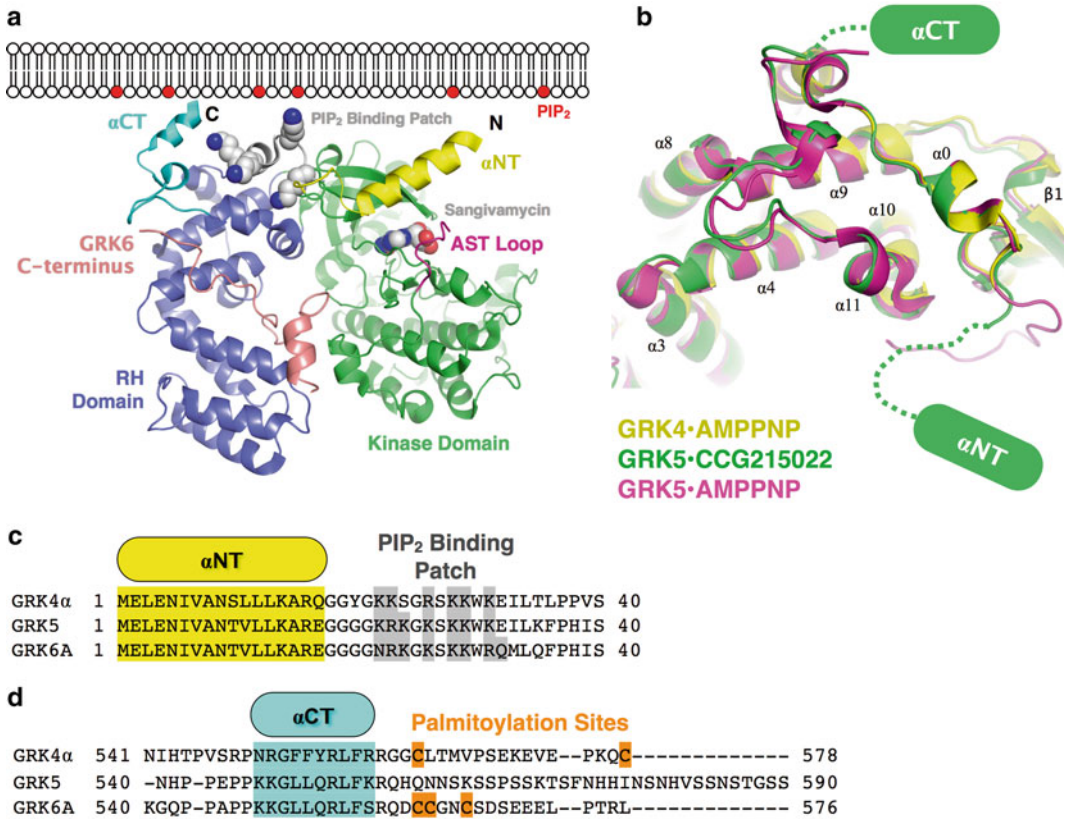 a
PIP₂
C
αCT
PIP₂ Binding Patch
N
αNT
Sangivamycin
AST Loop
GRK6
C-terminus
RH
Domain
Kinase Domain
b
αCT
α8
α9
α0
β1
α10
α4
α11
α3
αNT
GRK4•AMPPNP
GRK5•CCG215022
GRK5•AMPPNP
c
αNT
PIP₂ Binding
Patch
GRK4α 1 MELENIVANSLLLKARQGGYGKKSGRSKKWKEILTLPPVS 40
GRK5 1 MELENIVANTVLLKAREGGGGKRKGKSKKWKEILKFPHIS 40
GRK6A 1 MELENIVANTVLLKAREGGGGNRKGKSKKWRQMLQFPHIS 40
d
αCT
Palmitoylation Sites
GRK4α 541 NIHTPVSRPNRGFFYRLFRRGGCLTMVPSEKEVE--PKQC-------------- 578
GRK5 540 -NHP-PEPPKKGLLQRLFKRQHQNNSKSSPSSKTSFNHHINSNHVSSNSTGSS 590
GRK6A 540 KGQPP-APPKKGLLQRLFSRQDCCGNCSDSEEEL-PTRL-------------- 576